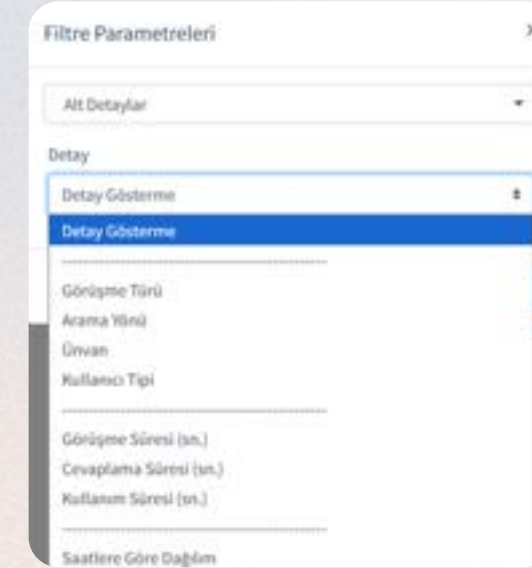 Filtre Parametreleri
Alt Detaylar
Detay
Detay Gösterme
Detay Gösterme
--------------------------------------------------
Görüşme Türü
Arama Yönü
Ünvan
Kullanıcı Tipi
--------------------------------------------------
Görüşme Süresi (sn.)
Cevaplama Süresi (sn.)
Kullanım Süresi (sn.)
--------------------------------------------------
Saatlere Göre Dağılım